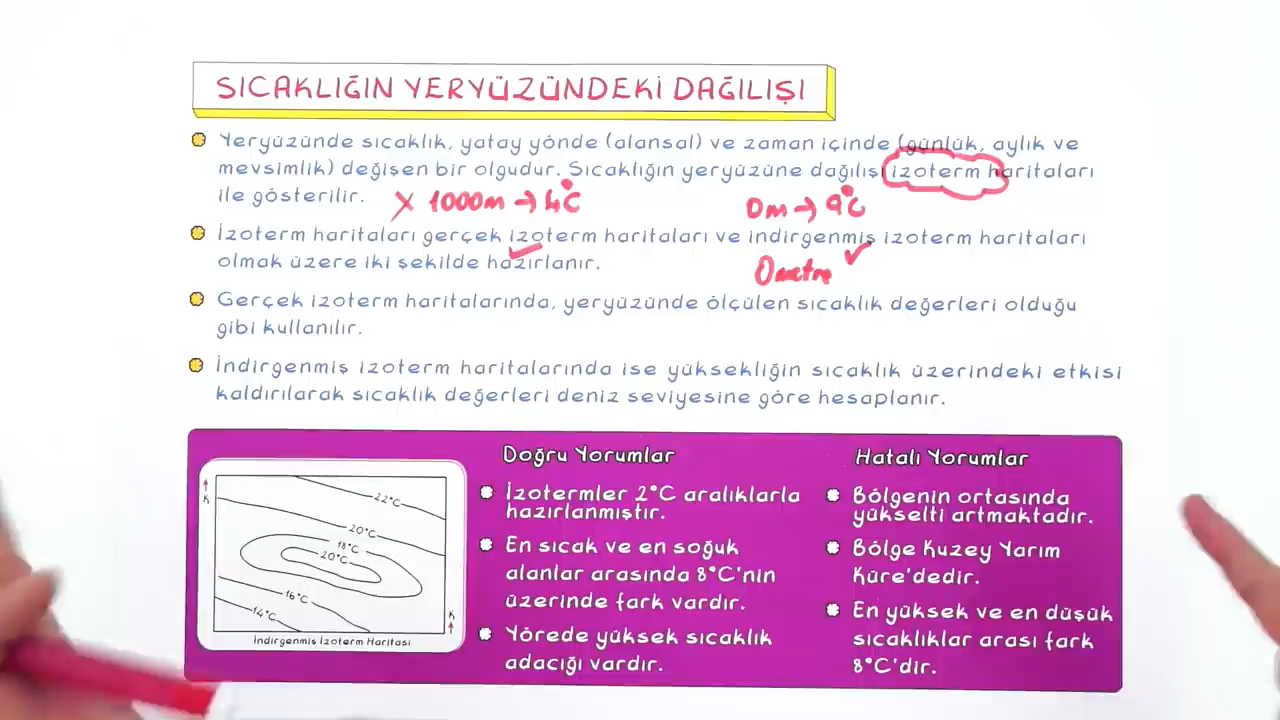 SICAKLIĞIN YERYÜZÜNDEKİ DAĞILIŞI
Yeryüzünde sıcaklık, yatay yönde (alansal) ve zaman içinde (günlük, aylık ve
mevsimlik) değişen bir olgudur. Sıcaklığın yeryüzüne dağılışı izoterm haritaları
ile gösterilir.
X 1000m → 4°C
0m → 9°C
İzoterm haritaları gerçek izoterm haritaları ve indirgenmiş izoterm haritaları
olmak üzere iki şekilde hazırlanır.
0 metre
Gerçek izoterm haritalarında, yeryüzünde ölçülen sıcaklık değerleri olduğu
gibi kullanılır.
İndirgenmiş izoterm haritalarında ise yüksekliğin sıcaklık üzerindeki etkisi
kaldırılarak sıcaklık değerleri deniz seviyesine göre hesaplanır.
K
22°C
20°C
18°C
20°C
16°C
14°C
K
İndirgenmiş İzoterm Haritası
Doğru Yorumlar
İzotermler 2°C aralıklarla
hazırlanmıştır.
En sıcak ve en soğuk
alanlar arasında 8°C'nin
üzerinde fark vardır.
Yörede yüksek sıcaklık
adacığı vardır.
Hatalı Yorumlar
Bölgenin ortasında
yükselti artmaktadır.
Bölge Kuzey Yarım
Küre'dedir.
En yüksek ve en düşük
sıcaklıklar arası fark
8°C'dir.